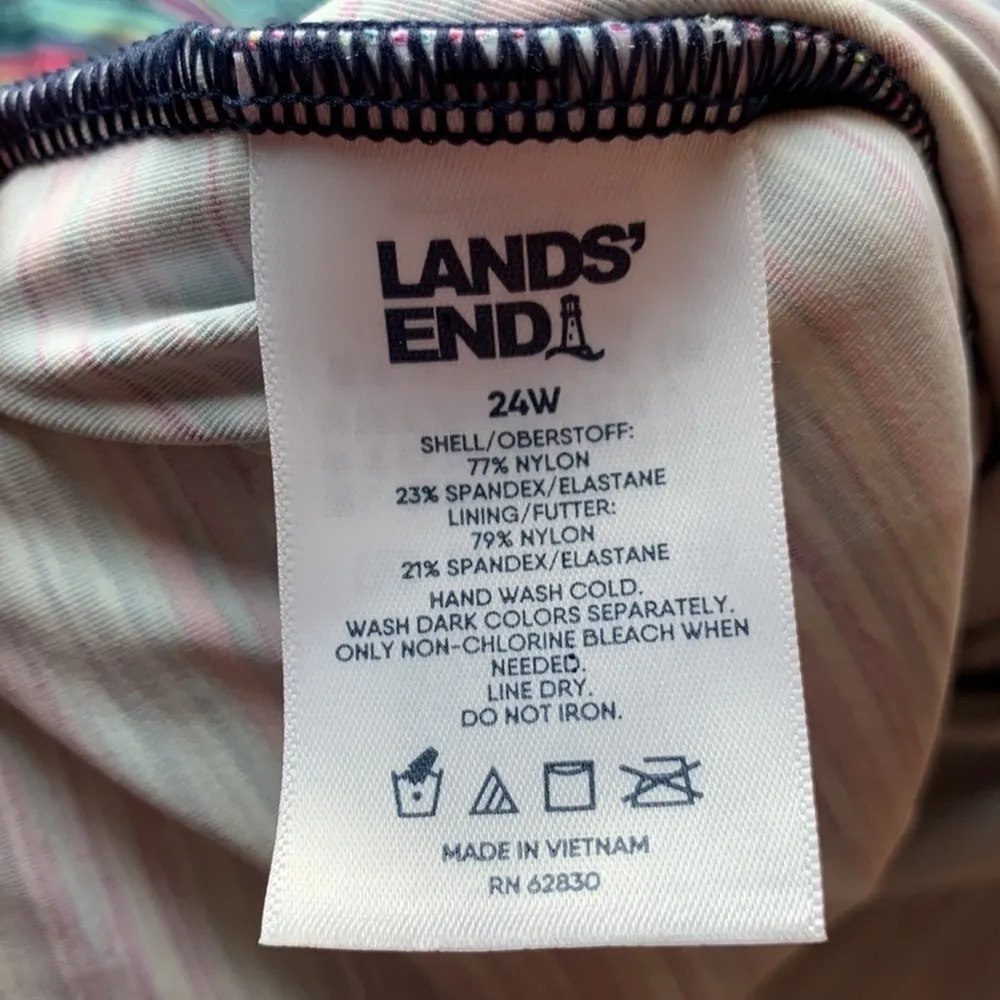 LANDS'
END
24W
SHELL/OBERSTOFF:
77% NYLON
23% SPANDEX/ELASTANE
LINING/FUTTER:
79% NYLON
21% SPANDEX/ELASTANE
HAND WASH COLD.
WASH DARK COLORS SEPARATELY.
ONLY NON-CHLORINE BLEACH WHEN
NEEDED.
LINE DRY.
DO NOT IRON.
MADE IN VIETNAM
RN 62830